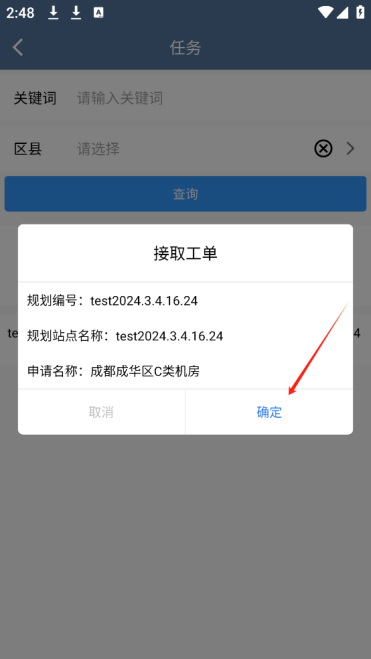 2:48
任务
关键词 请输入关键词
区县 请选择
查询
接取工单
规划编号：test2024.3.4.16.24
te 4
规划站点名称：test2024.3.4.16.24
申请名称：成都成华区C类机房
取消 确定